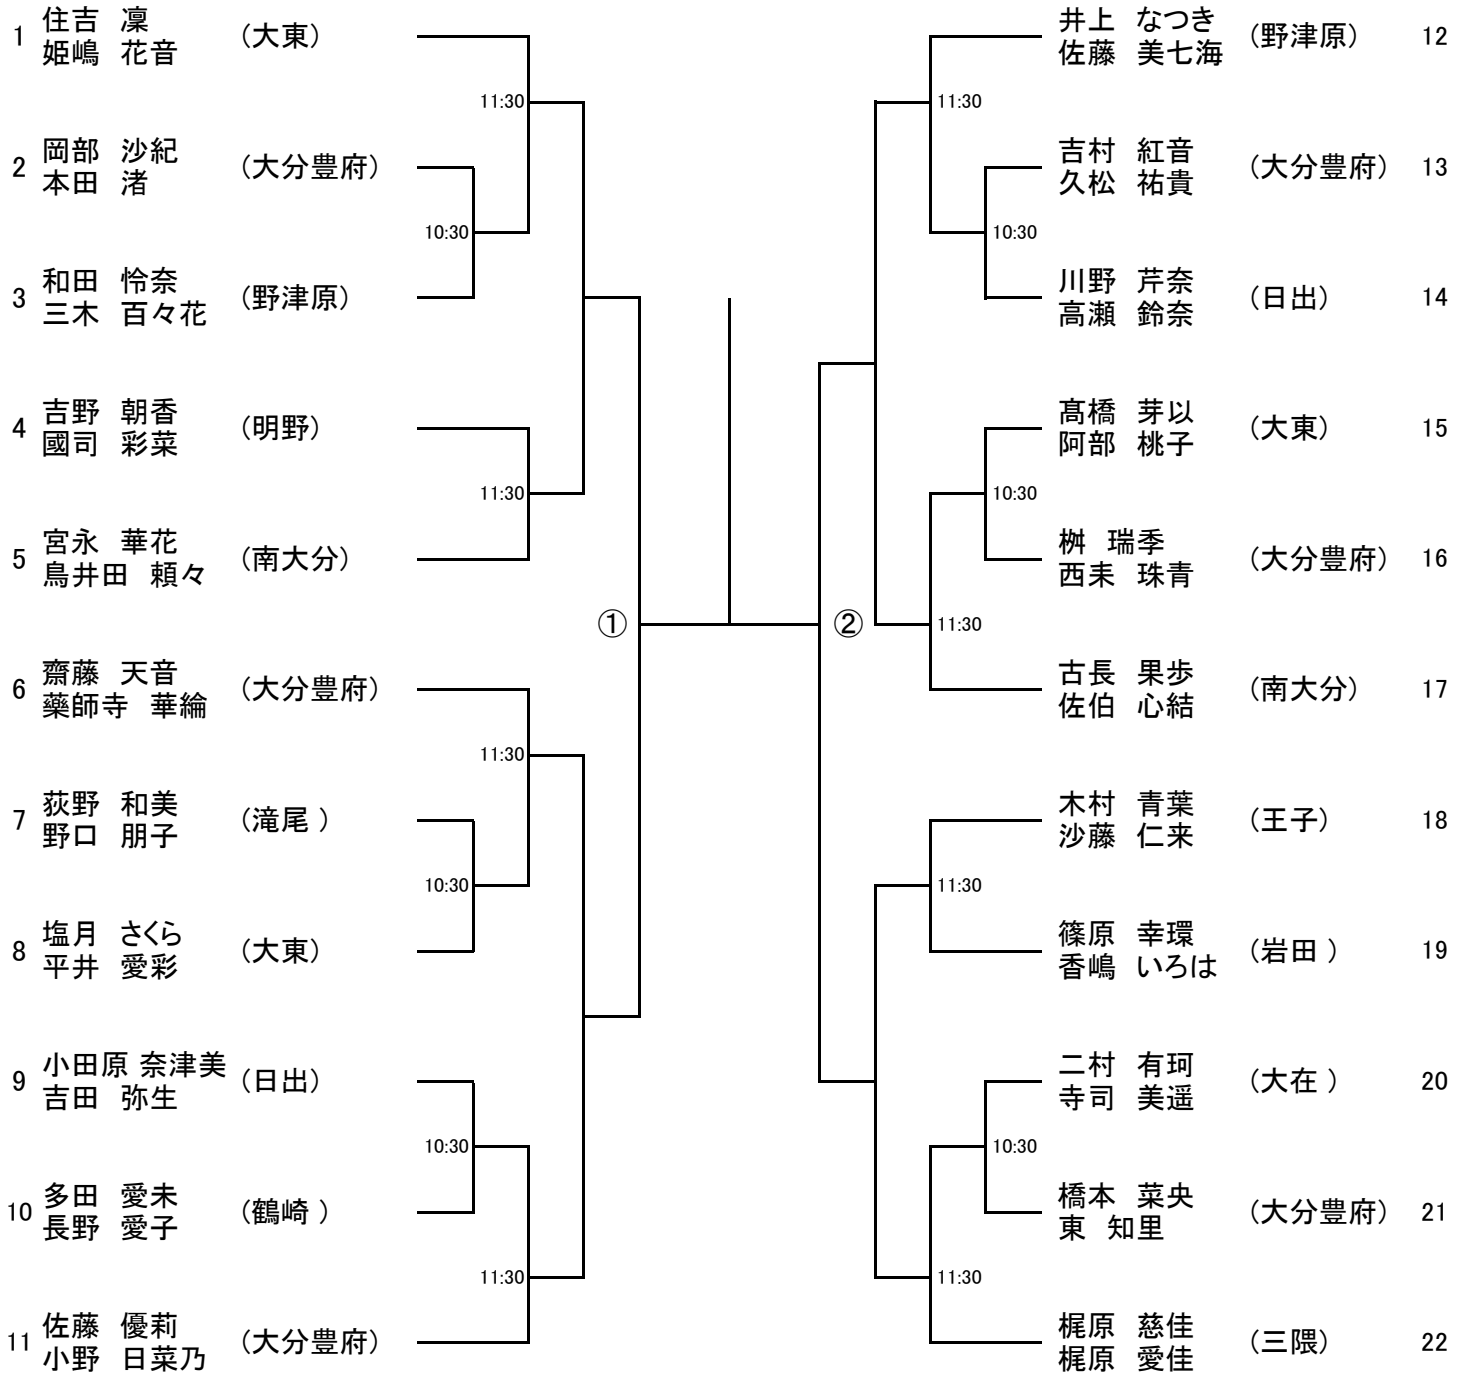 1 住吉 凜 (大東)
姫嶋 花音
11:30
2 岡部 沙紀 (大分豊府)
本田 渚
10:30
3 和田 怜奈 (野津原)
三木 百々花
4 吉野 朝香 (明野)
國司 彩菜
11:30
5 宮永 華花 (南大分)
鳥井田 頼々
①
6 齋藤 天音 (大分豊府)
藥師寺 華綸
11:30
7 荻野 和美 (滝尾 )
野口 朋子
10:30
8 塩月 さくら (大東)
平井 愛彩
9 小田原 奈津美 (日出)
吉田 弥生
10:30
10 多田 愛未 (鶴崎 )
長野 愛子
11:30
11 佐藤 優莉 (大分豊府)
小野 日菜乃
井上 なつき (野津原) 12
佐藤 美七海
11:30
吉村 紅音 (大分豊府) 13
久松 祐貴
10:30
川野 芹奈 (日出) 14
高瀬 鈴奈
髙橋 芽以 (大東) 15
阿部 桃子
10:30
桝 瑞季 (大分豊府) 16
西耒 珠青
②
11:30
古長 果歩 (南大分) 17
佐伯 心結
木村 青葉 (王子) 18
沙藤 仁来
11:30
篠原 幸環 (岩田 ) 19
香嶋 いろは
二村 有珂 (大在 ) 20
寺司 美遥
10:30
橋本 菜央 (大分豊府) 21
東 知里
11:30
梶原 慈佳 (三隈) 22
梶原 愛佳